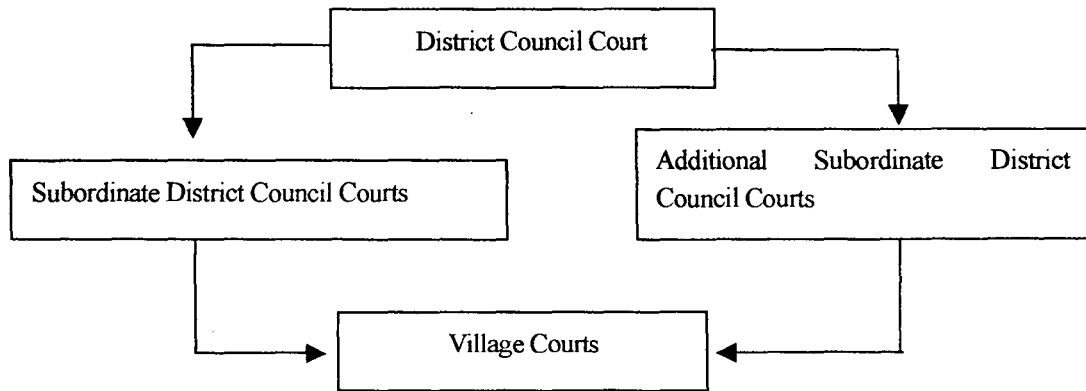 District Council Court
Subordinate District Council Courts
Additional Subordinate District
Council Courts
Village Courts